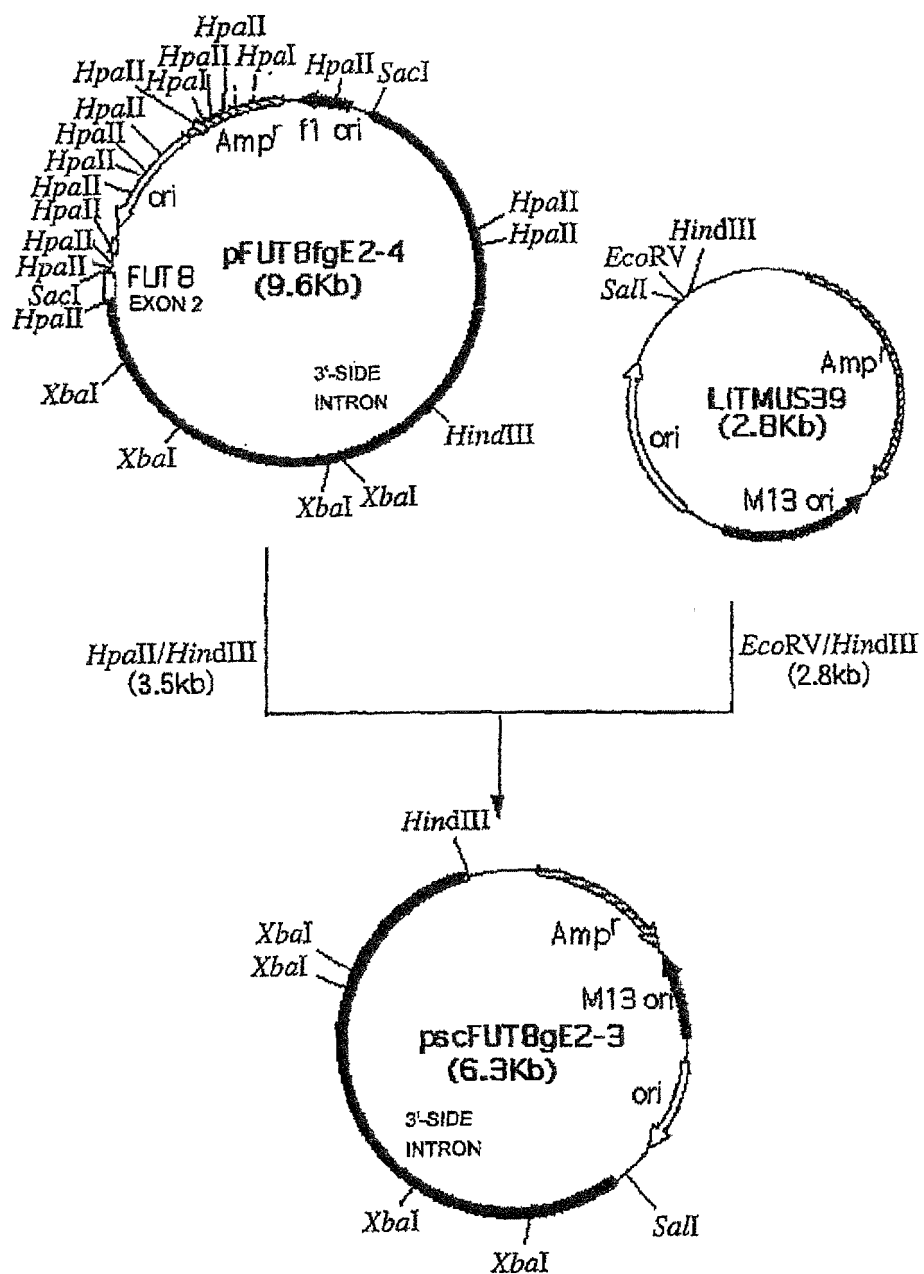 HpaII
HpaII
HpaI
HpaII
HpaI
HpaII
SacI
HpaII
HpaII
HpaII
HpaII
HpaII
HpaII
HpaII
SacI
HpaII
Ampʳ
f1 ori
ori
FUT8
EXON 2
pFUT8fgE2-4
(9.6Kb)
HpaII
HpaII
3'-SIDE
INTRON
HindIII
XbaI
XbaI
XbaI
XbaI
HindIII
EcoRV
SalI
Ampʳ
LITMUS39
(2.8Kb)
ori
M13 ori
HpaII/HindIII
(3.5kb)
EcoRV/HindIII
(2.8kb)
HindIII
XbaI
XbaI
Ampʳ
M13 ori
pscFUT8gE2-3
(6.3Kb)
ori
3'-SIDE
INTRON
XbaI
SalI
XbaI